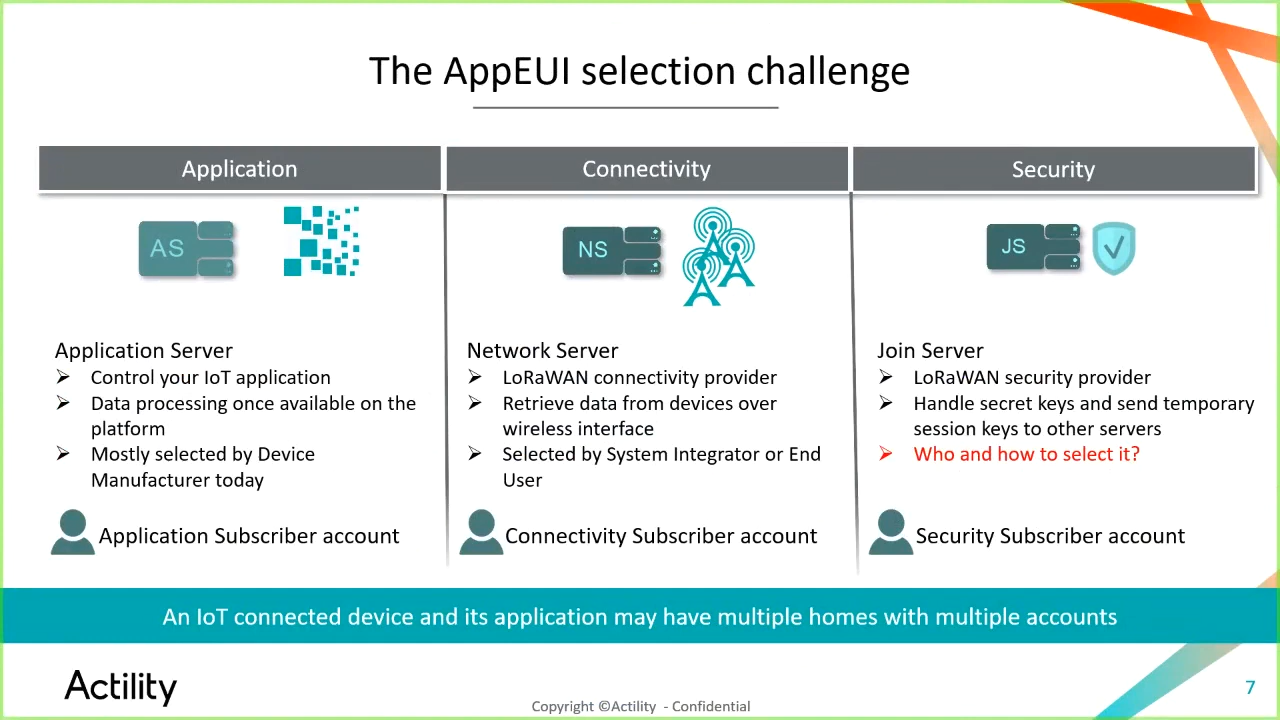 The AppEUI selection challenge
Application
Connectivity
Security
AS
NS
JS
Application Server
➢ Control your IoT application
➢ Data processing once available on the
platform
➢ Mostly selected by Device
Manufacturer today
Application Subscriber account
Network Server
➢ LoRaWAN connectivity provider
➢ Retrieve data from devices over
wireless interface
➢ Selected by System Integrator or End
User
Connectivity Subscriber account
Join Server
➢ LoRaWAN security provider
➢ Handle secret keys and send temporary
session keys to other servers
➢ Who and how to select it?
Security Subscriber account
An IoT connected device and its application may have multiple homes with multiple accounts
Actility
Copyright ©Actility - Confidential
7